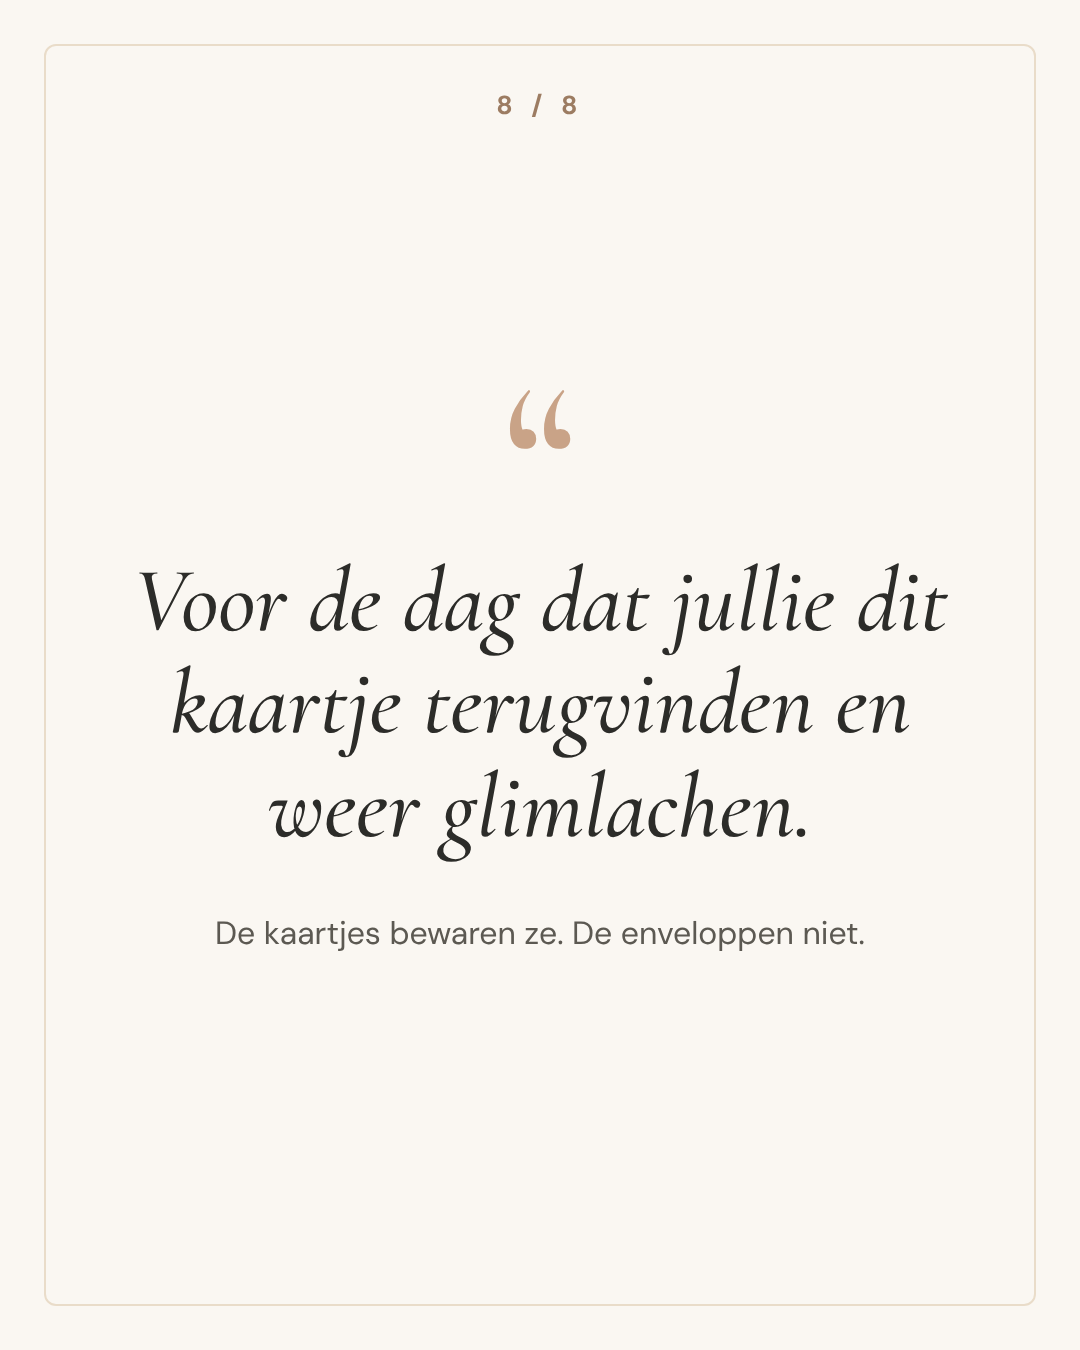 8 / 8
“
Voor de dag dat jullie dit
kaartje terugvinden en
weer glimlachen.
De kaartjes bewaren ze. De enveloppen niet.